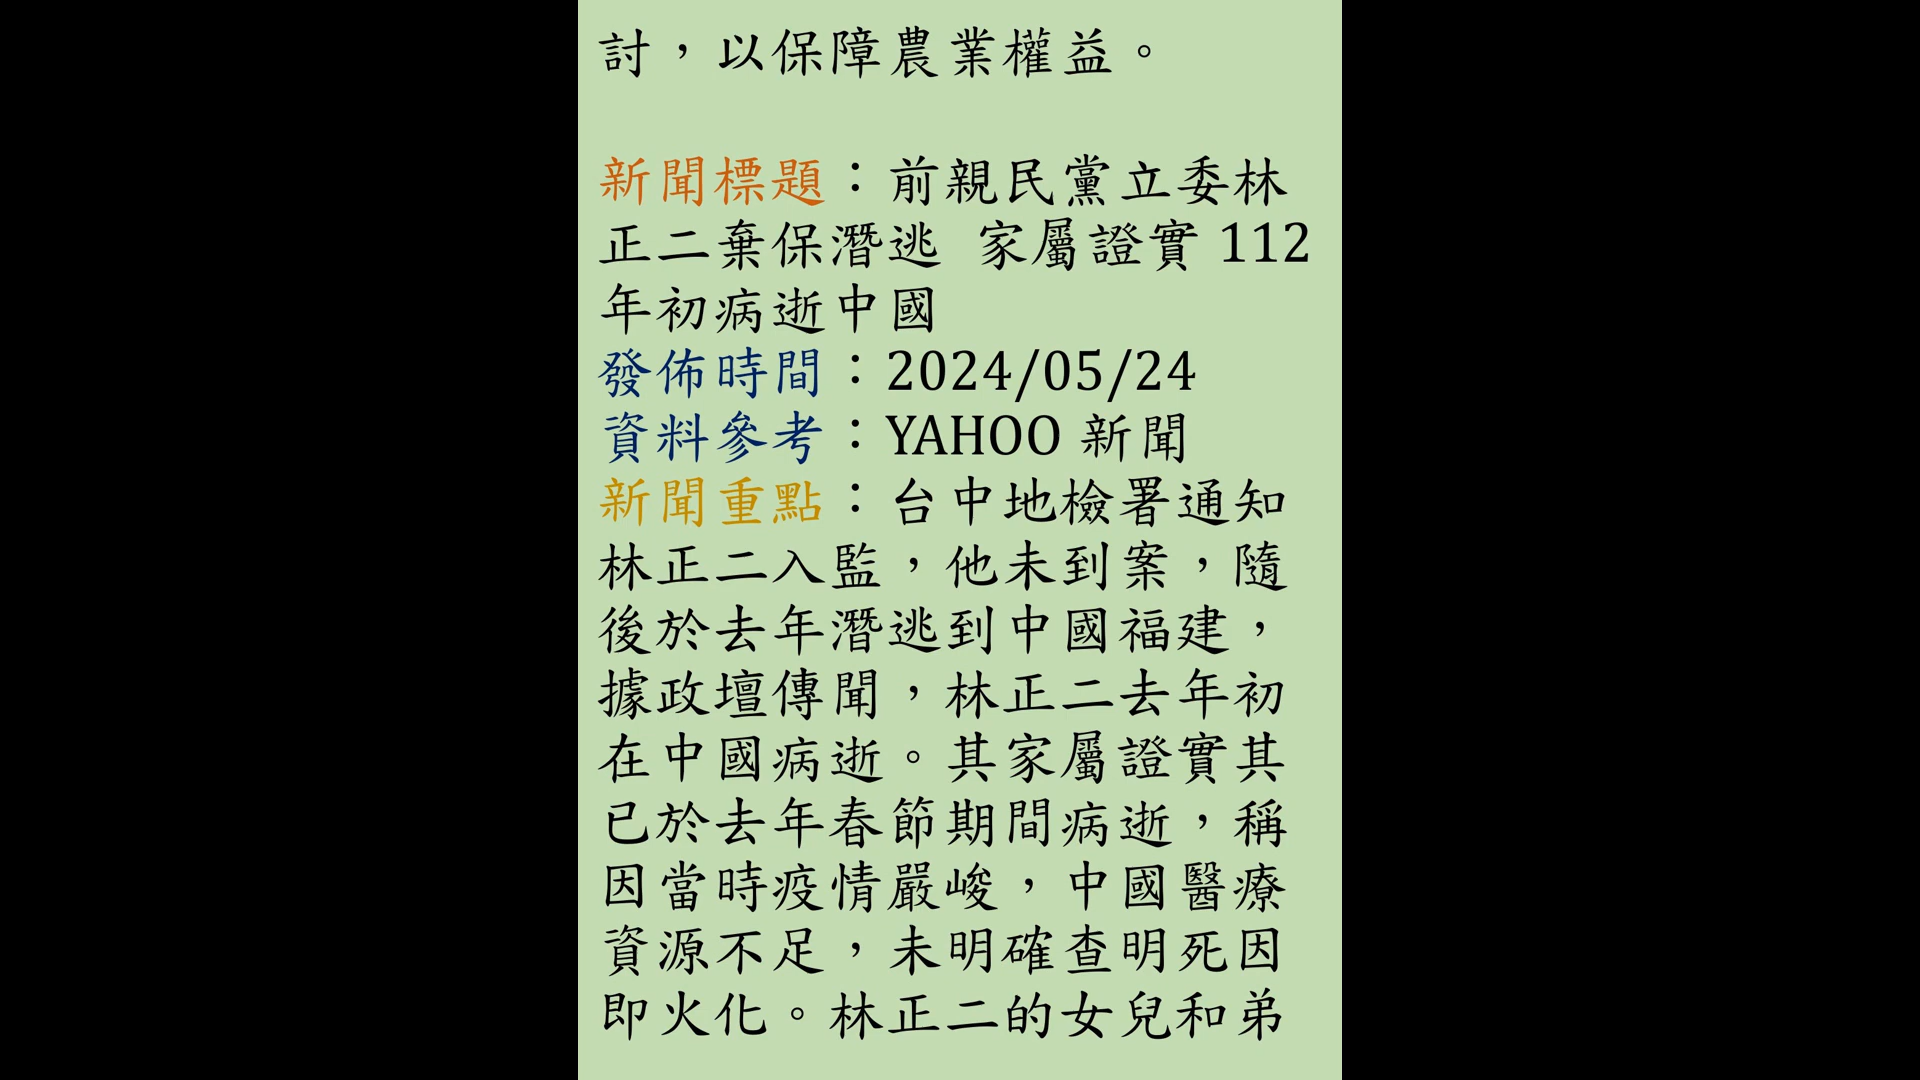 討，以保障農業權益。
新聞標題：前親民黨立委林
正二棄保潛逃 家屬證實 112
年初病逝中國
發佈時間：2024/05/24
資料參考：YAHOO 新聞
新聞重點：台中地檢署通知
林正二入監，他未到案，隨
後於去年潛逃到中國福建，
據政壇傳聞，林正二去年初
在中國病逝。其家屬證實其
已於去年春節期間病逝，稱
因當時疫情嚴峻，中國醫療
資源不足，未明確查明死因
即火化。林正二的女兒和弟